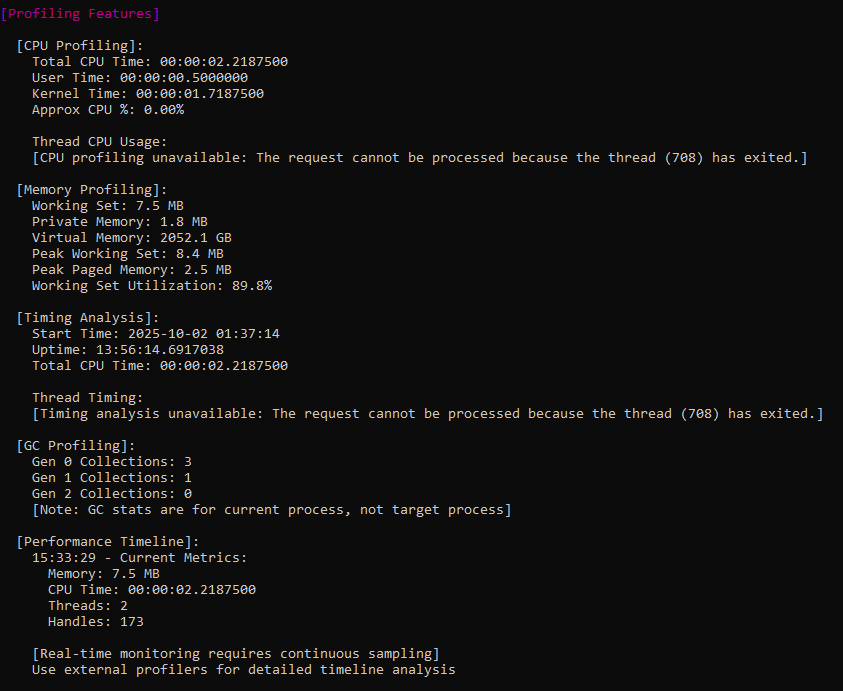 [Profiling Features]
[CPU Profiling]:
Total CPU Time: 00:00:02.2187500
User Time: 00:00:00.5000000
Kernel Time: 00:00:01.7187500
Approx CPU %: 0.00%
Thread CPU Usage:
[CPU profiling unavailable: The request cannot be processed because the thread (708) has exited.]
[Memory Profiling]:
Working Set: 7.5 MB
Private Memory: 1.8 MB
Virtual Memory: 2052.1 GB
Peak Working Set: 8.4 MB
Peak Paged Memory: 2.5 MB
Working Set Utilization: 89.8%
[Timing Analysis]:
Start Time: 2025-10-02 01:37:14
Uptime: 13:56:14.6917038
Total CPU Time: 00:00:02.2187500
Thread Timing:
[Timing analysis unavailable: The request cannot be processed because the thread (708) has exited.]
[GC Profiling]:
Gen 0 Collections: 3
Gen 1 Collections: 1
Gen 2 Collections: 0
[Note: GC stats are for current process, not target process]
[Performance Timeline]:
15:33:29 - Current Metrics:
Memory: 7.5 MB
CPU Time: 00:00:02.2187500
Threads: 2
Handles: 173
[Real-time monitoring requires continuous sampling]
Use external profilers for detailed timeline analysis